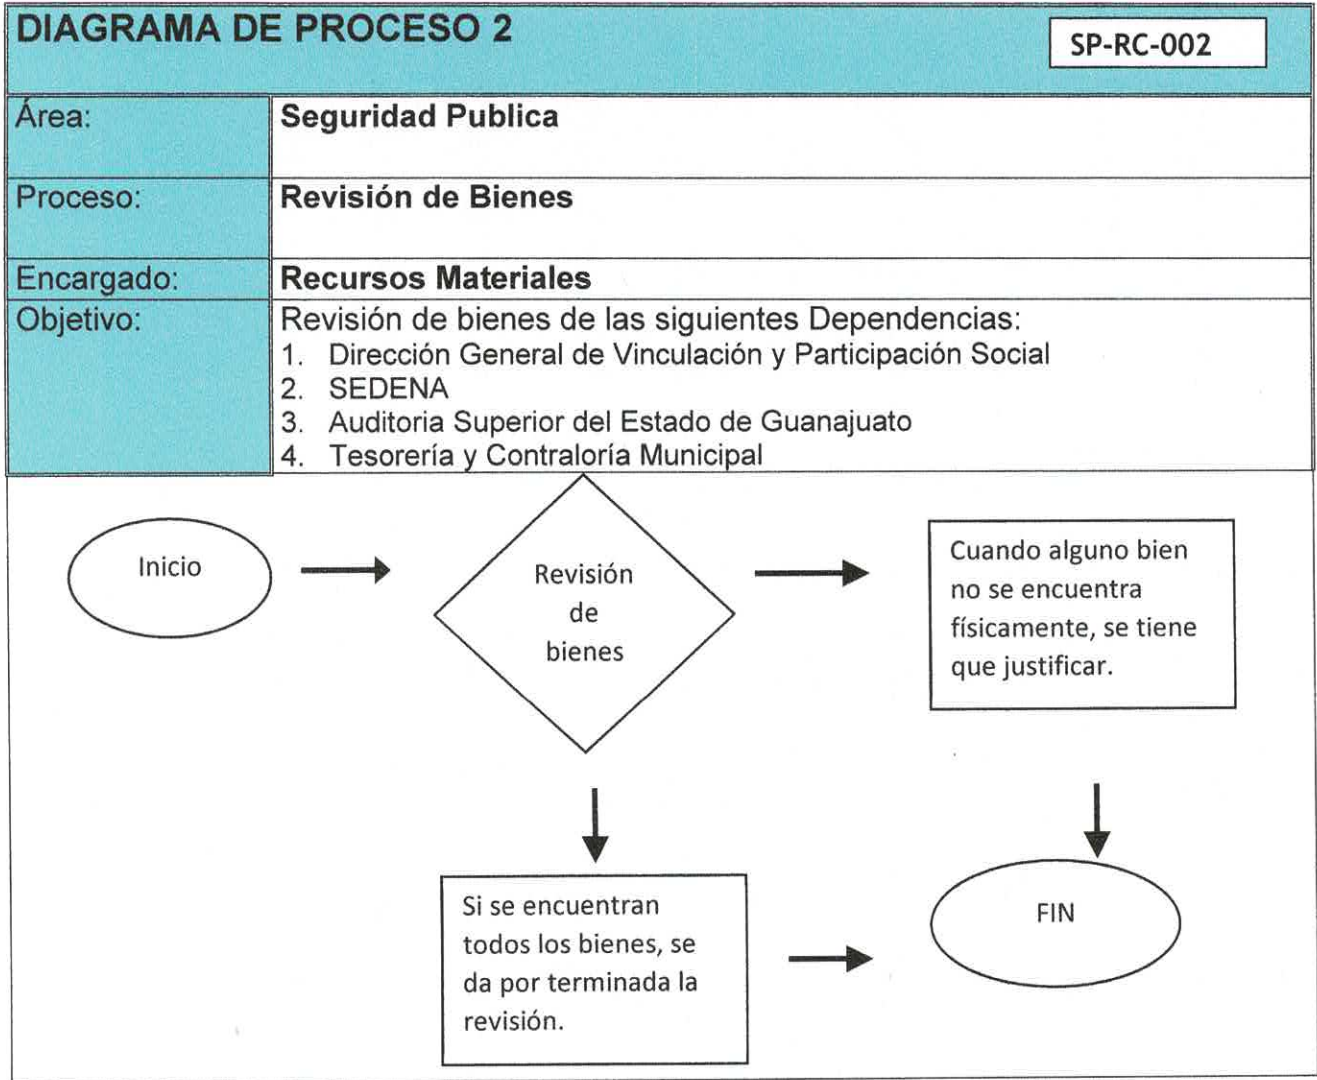 DIAGRAMA DE PROCESO 2
SP-RC-002
Área:
Seguridad Publica
Proceso:
Revisión de Bienes
Encargado:
Recursos Materiales
Objetivo:
Revisión de bienes de las siguientes Dependencias:
1. Dirección General de Vinculación y Participación Social
2. SEDENA
3. Auditoria Superior del Estado de Guanajuato
4. Tesorería y Contraloría Municipal
Inicio
Revisión
de
bienes
Cuando alguno bien
no se encuentra
físicamente, se tiene
que justificar.
Si se encuentran
todos los bienes, se
da por terminada la
revisión.
FIN